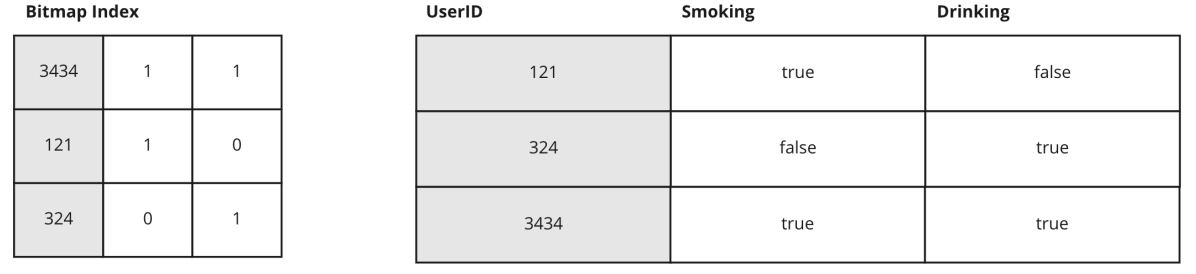 Bitmap Index
3434 1 1
121 1 0
324 0 1
UserID Smoking Drinking
121 true false
324 false true
3434 true true